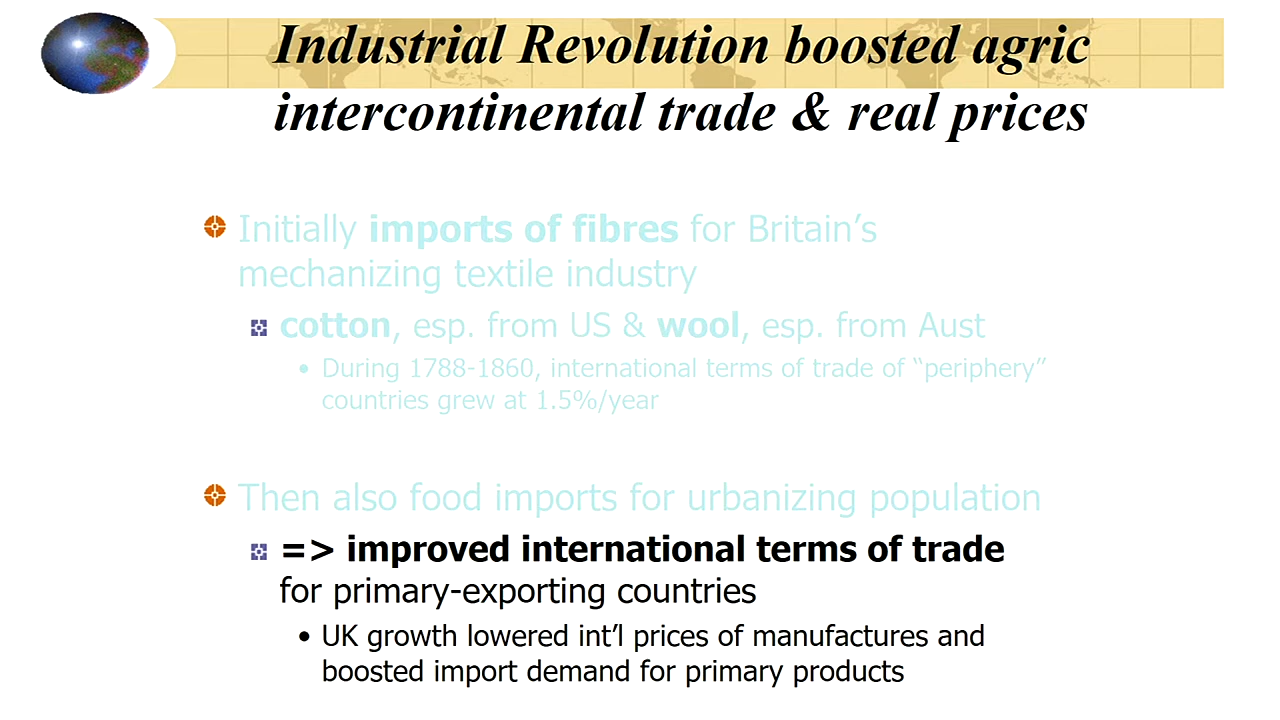 Industrial Revolution boosted agric
intercontinental trade & real prices
Initially imports of fibres for Britain’s
mechanizing textile industry
cotton, esp. from US & wool, esp. from Aust
• During 1788-1860, international terms of trade of “periphery”
countries grew at 1.5%/year
Then also food imports for urbanizing population
=> improved international terms of trade
for primary-exporting countries
• UK growth lowered int’l prices of manufactures and
boosted import demand for primary products